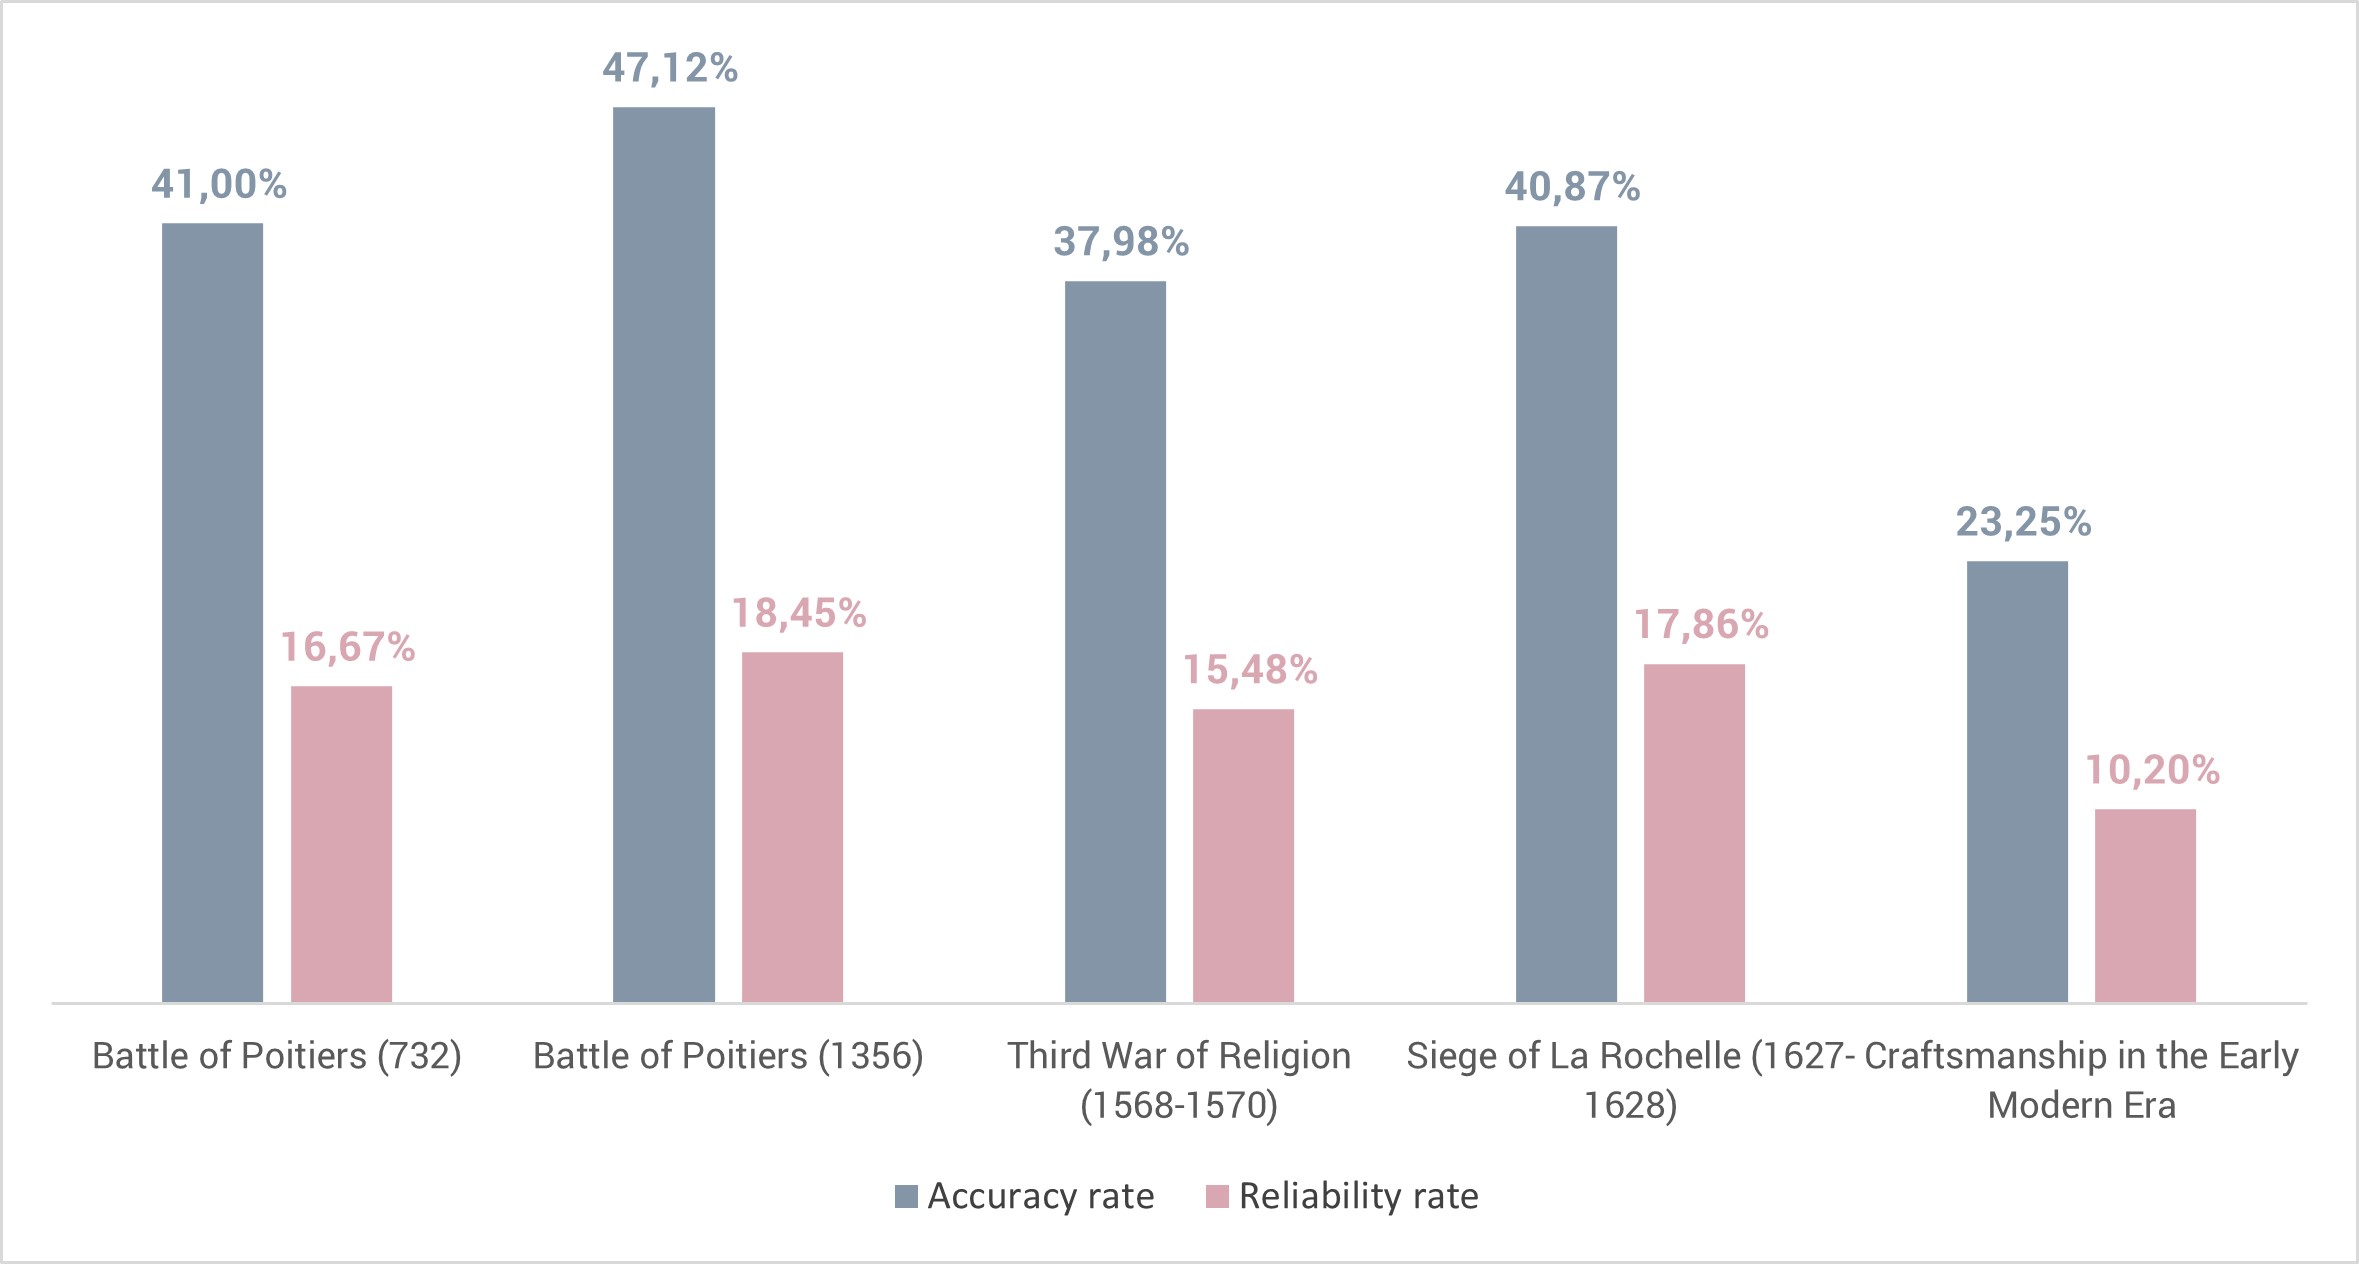 47,12%
41,00%
40,87%
37,98%
23,25%
18,45%
17,86%
16,67%
15,48%
10,20%
Battle of Poitiers (732)
Battle of Poitiers (1356)
Third War of Religion
(1568-1570)
Siege of La Rochelle (1627-
1628)
Craftsmanship in the Early
Modern Era
Accuracy rate
Reliability rate